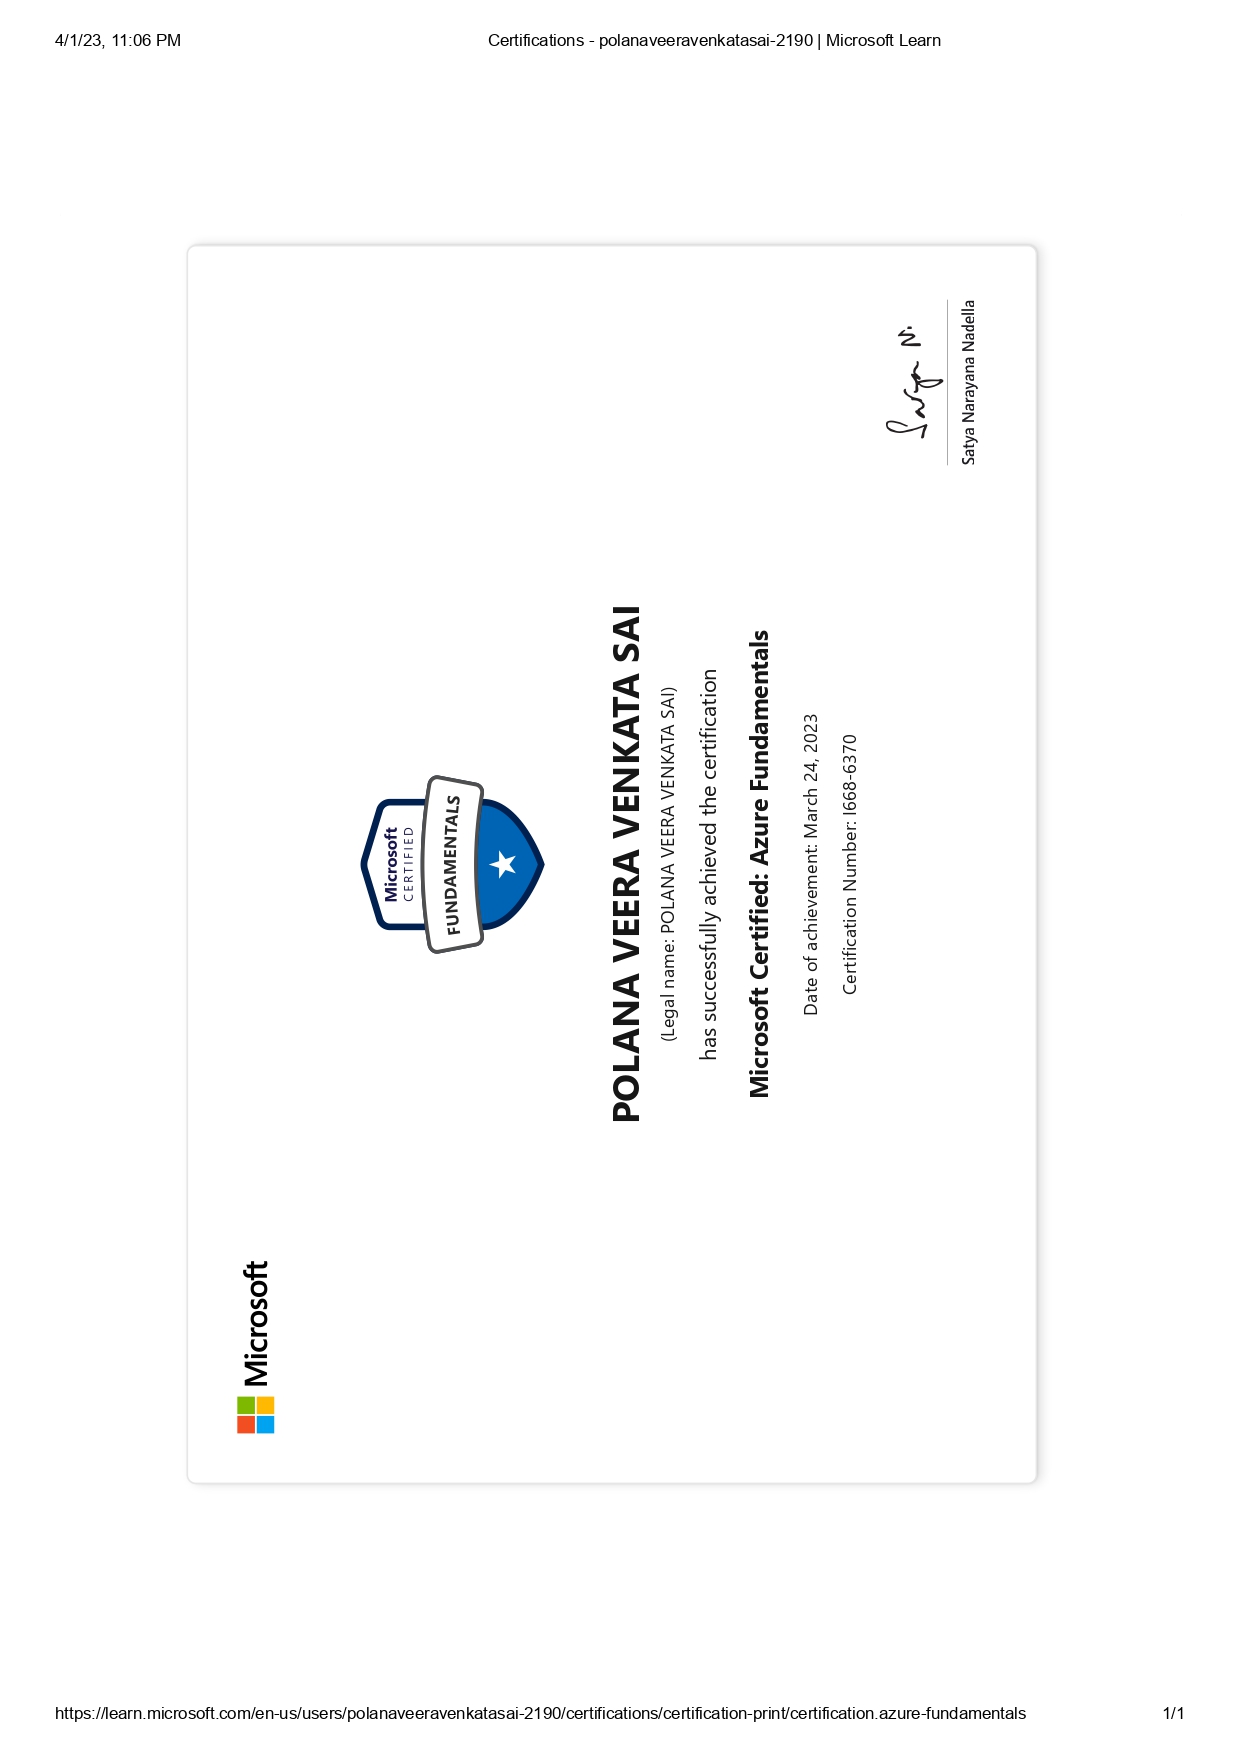 4/1/23, 11:06 PM
Certifications - polanaveeravenkatasai-2190 | Microsoft Learn
Microsoft
Microsoft
CERTIFIED
FUNDAMENTALS
POLANA VEERA VENKATA SAI
(Legal name: POLANA VEERA VENKATA SAI)
has successfully achieved the certification
Microsoft Certified: Azure Fundamentals
Date of achievement: March 24, 2023
Certification Number: I668-6370
Satya N.
Satya Narayana Nadella
https://learn.microsoft.com/en-us/users/polanaveeravenkatasai-2190/certifications/certification-print/certification.azure-fundamentals
1/1